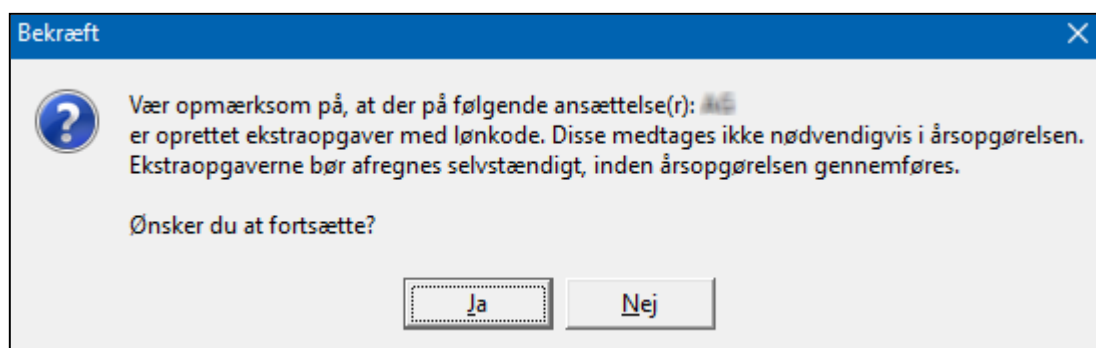 Bekræft
Vær opmærksom på, at der på følgende ansættelse(r):
er oprettet ekstraopgaver med lønkode. Disse medtages ikke nødvendigvis i årsopgørelsen.
Ekstraopgaverne bør afregnes selvstændigt, inden årsopgørelsen gennemføres.
Ønsker du at fortsætte?
Ja
Nej